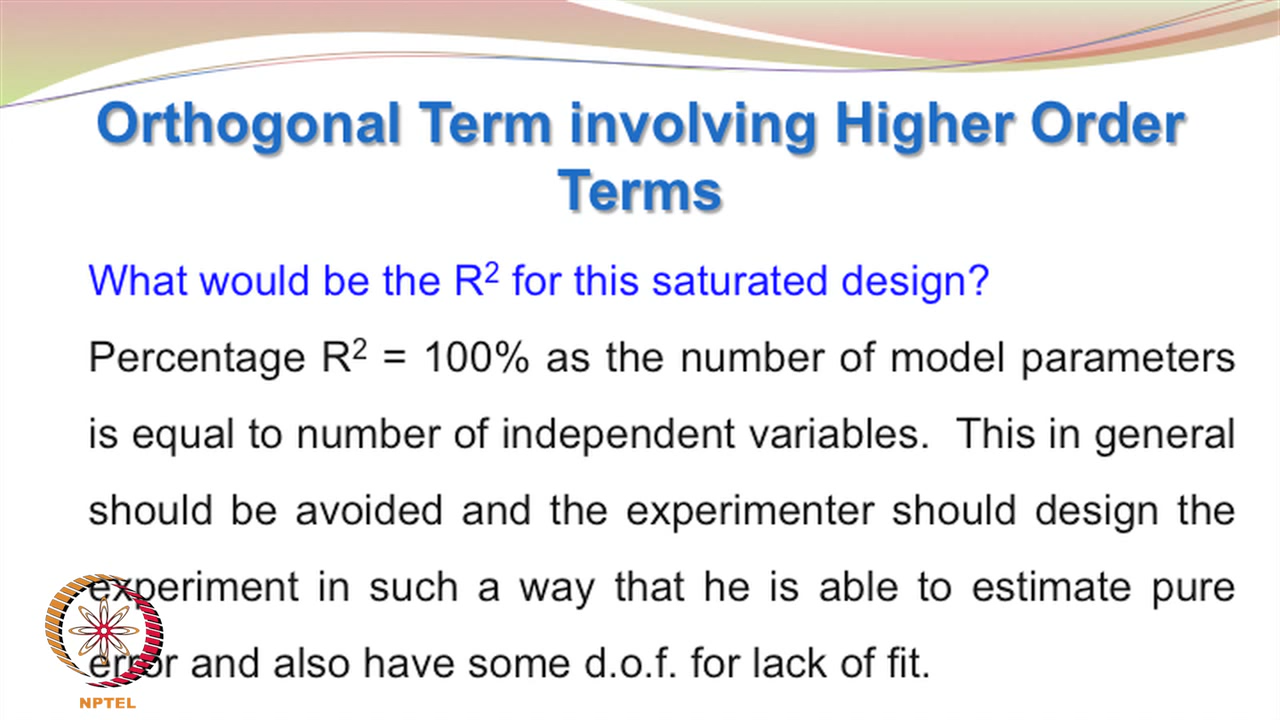 Orthogonal Term involving Higher Order
Terms
What would be the R² for this saturated design?
Percentage R² = 100% as the number of model parameters
is equal to number of independent variables. This in general
should be avoided and the experimenter should design the
experiment in such a way that he is able to estimate pure
error and also have some d.o.f. for lack of fit.
NPTEL